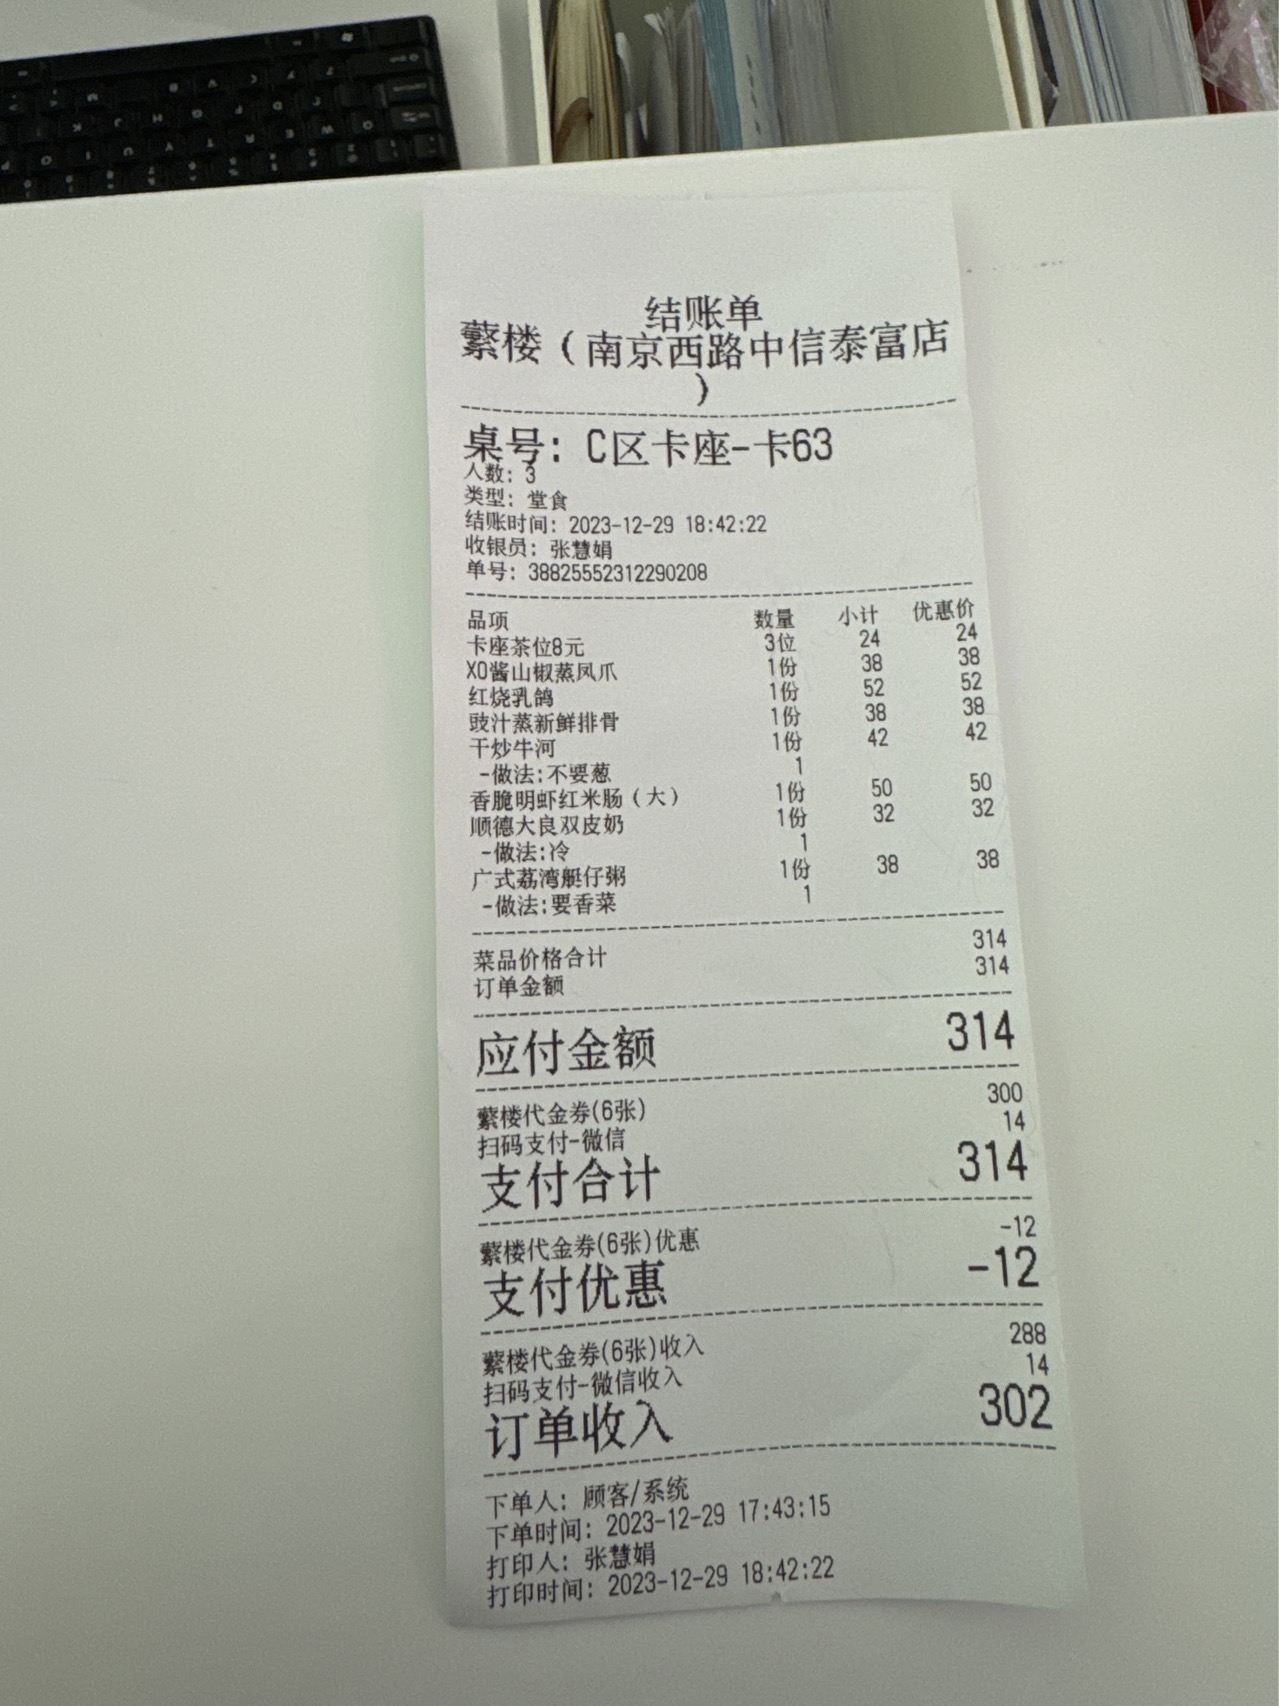 结账单
蘩楼（南京西路中信泰富店
）
桌号: C区卡座-卡63
人数: 3
类型: 堂食
结账时间: 2023-12-29 18:42:22
收银员: 张慧娟
单号: 38825552312290208
品项 数量 小计 优惠价
卡座茶位8元 3位 24 24
XO酱山椒蒸凤爪 1份 38 38
红烧乳鸽 1份 52 52
豉汁蒸新鲜排骨 1份 38 38
干炒牛河 1份 42 42
-做法:不要葱 1
香脆明虾红米肠（大） 1份 50 50
顺德大良双皮奶 1份 32 32
-做法:冷 1
广式荔湾艇仔粥 1份 38 38
-做法:要香菜 1
菜品价格合计 314
订单金额 314
应付金额 314
蘩楼代金券(6张) 300
扫码支付-微信 14
支付合计 314
蘩楼代金券(6张)优惠 -12
支付优惠 -12
蘩楼代金券(6张)收入 288
扫码支付-微信收入 14
订单收入 302
下单人: 顾客/系统
下单时间: 2023-12-29 17:43:15
打印人: 张慧娟
打印时间: 2023-12-29 18:42:22